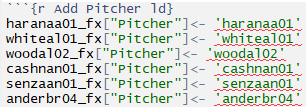 ```{r Add Pitcher ld}
haranaa01_fx["Pitcher"]<- 'haranaa01'
whiteal01_fx["Pitcher"]<- 'whiteal01'
woodal02_fx["Pitcher"]<- 'woodal02'
cashnan01_fx["Pitcher"]<- 'cashnan01'
senzaan01_fx["Pitcher"]<- 'senzaan01'
anderbr04_fx["Pitcher"]<- 'anderbr04'